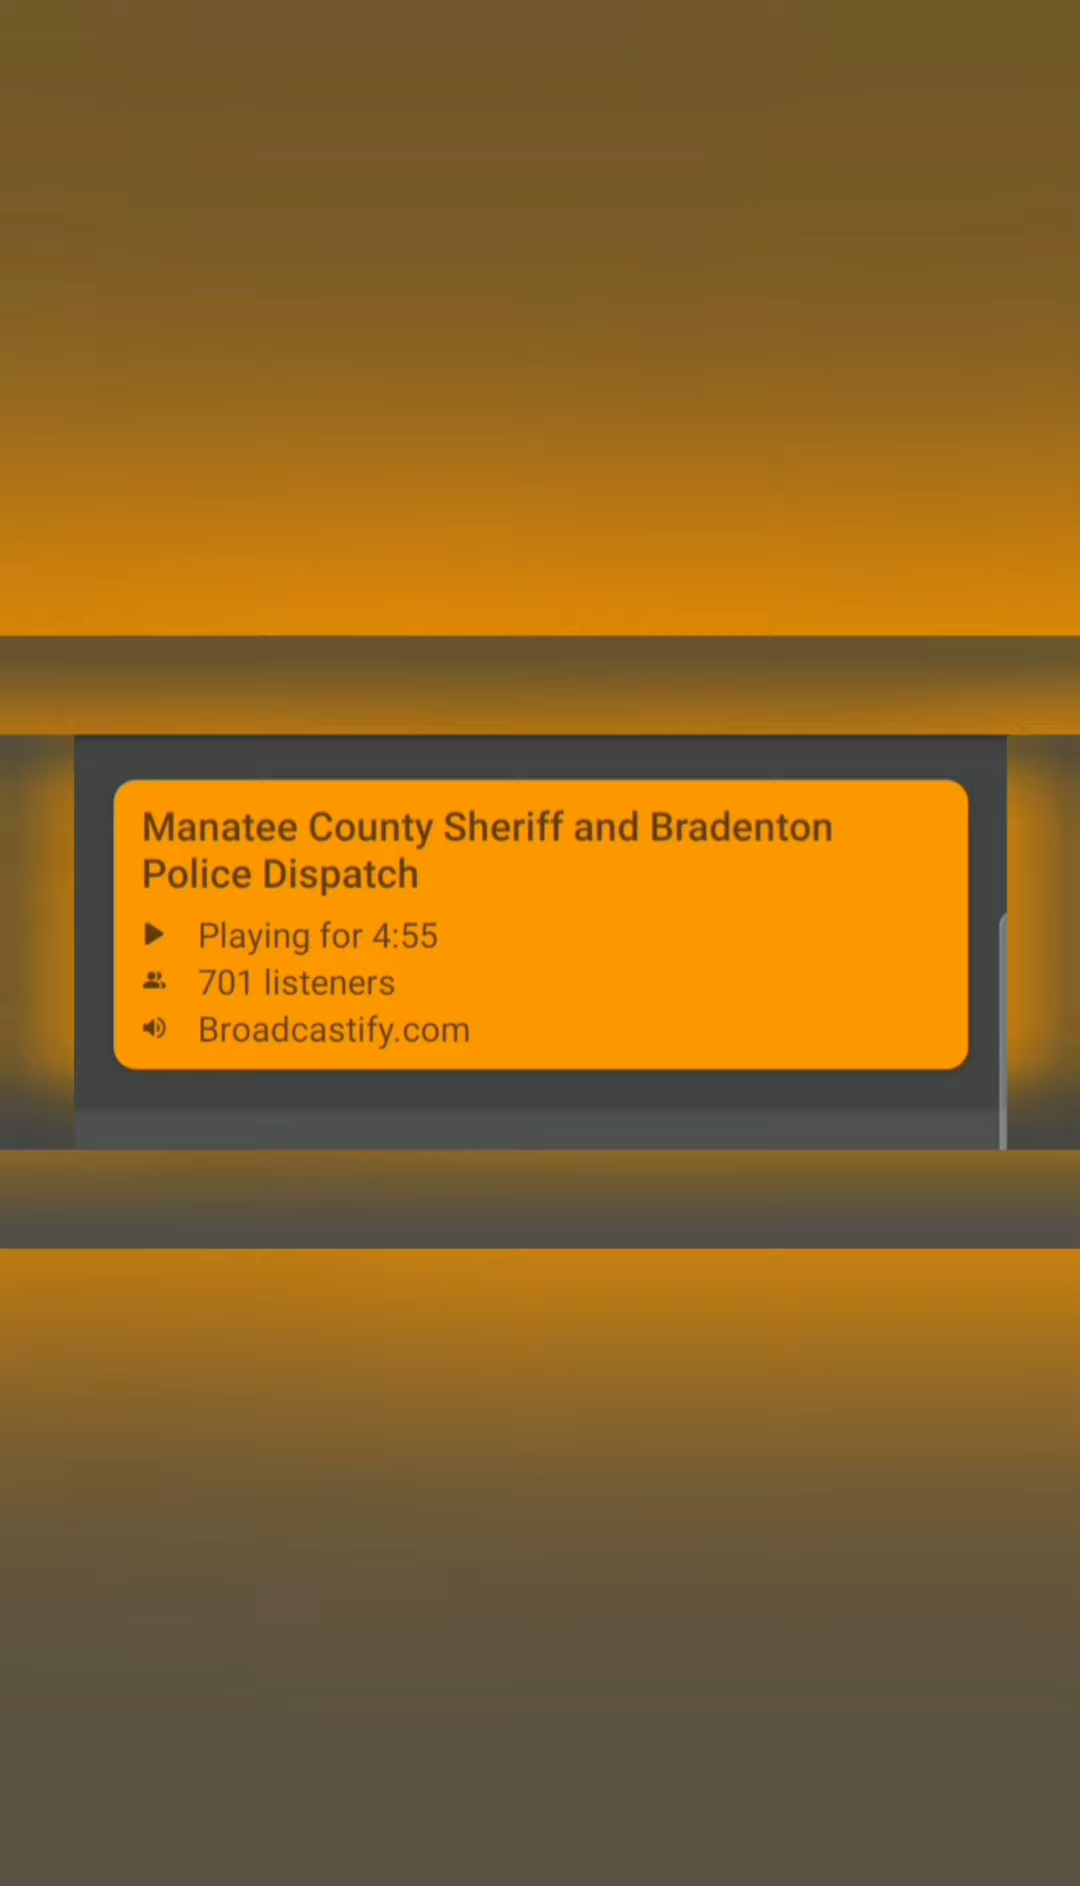 Manatee County Sheriff and Bradenton
Police Dispatch
Playing for 4:55
701 listeners
Broadcastify.com